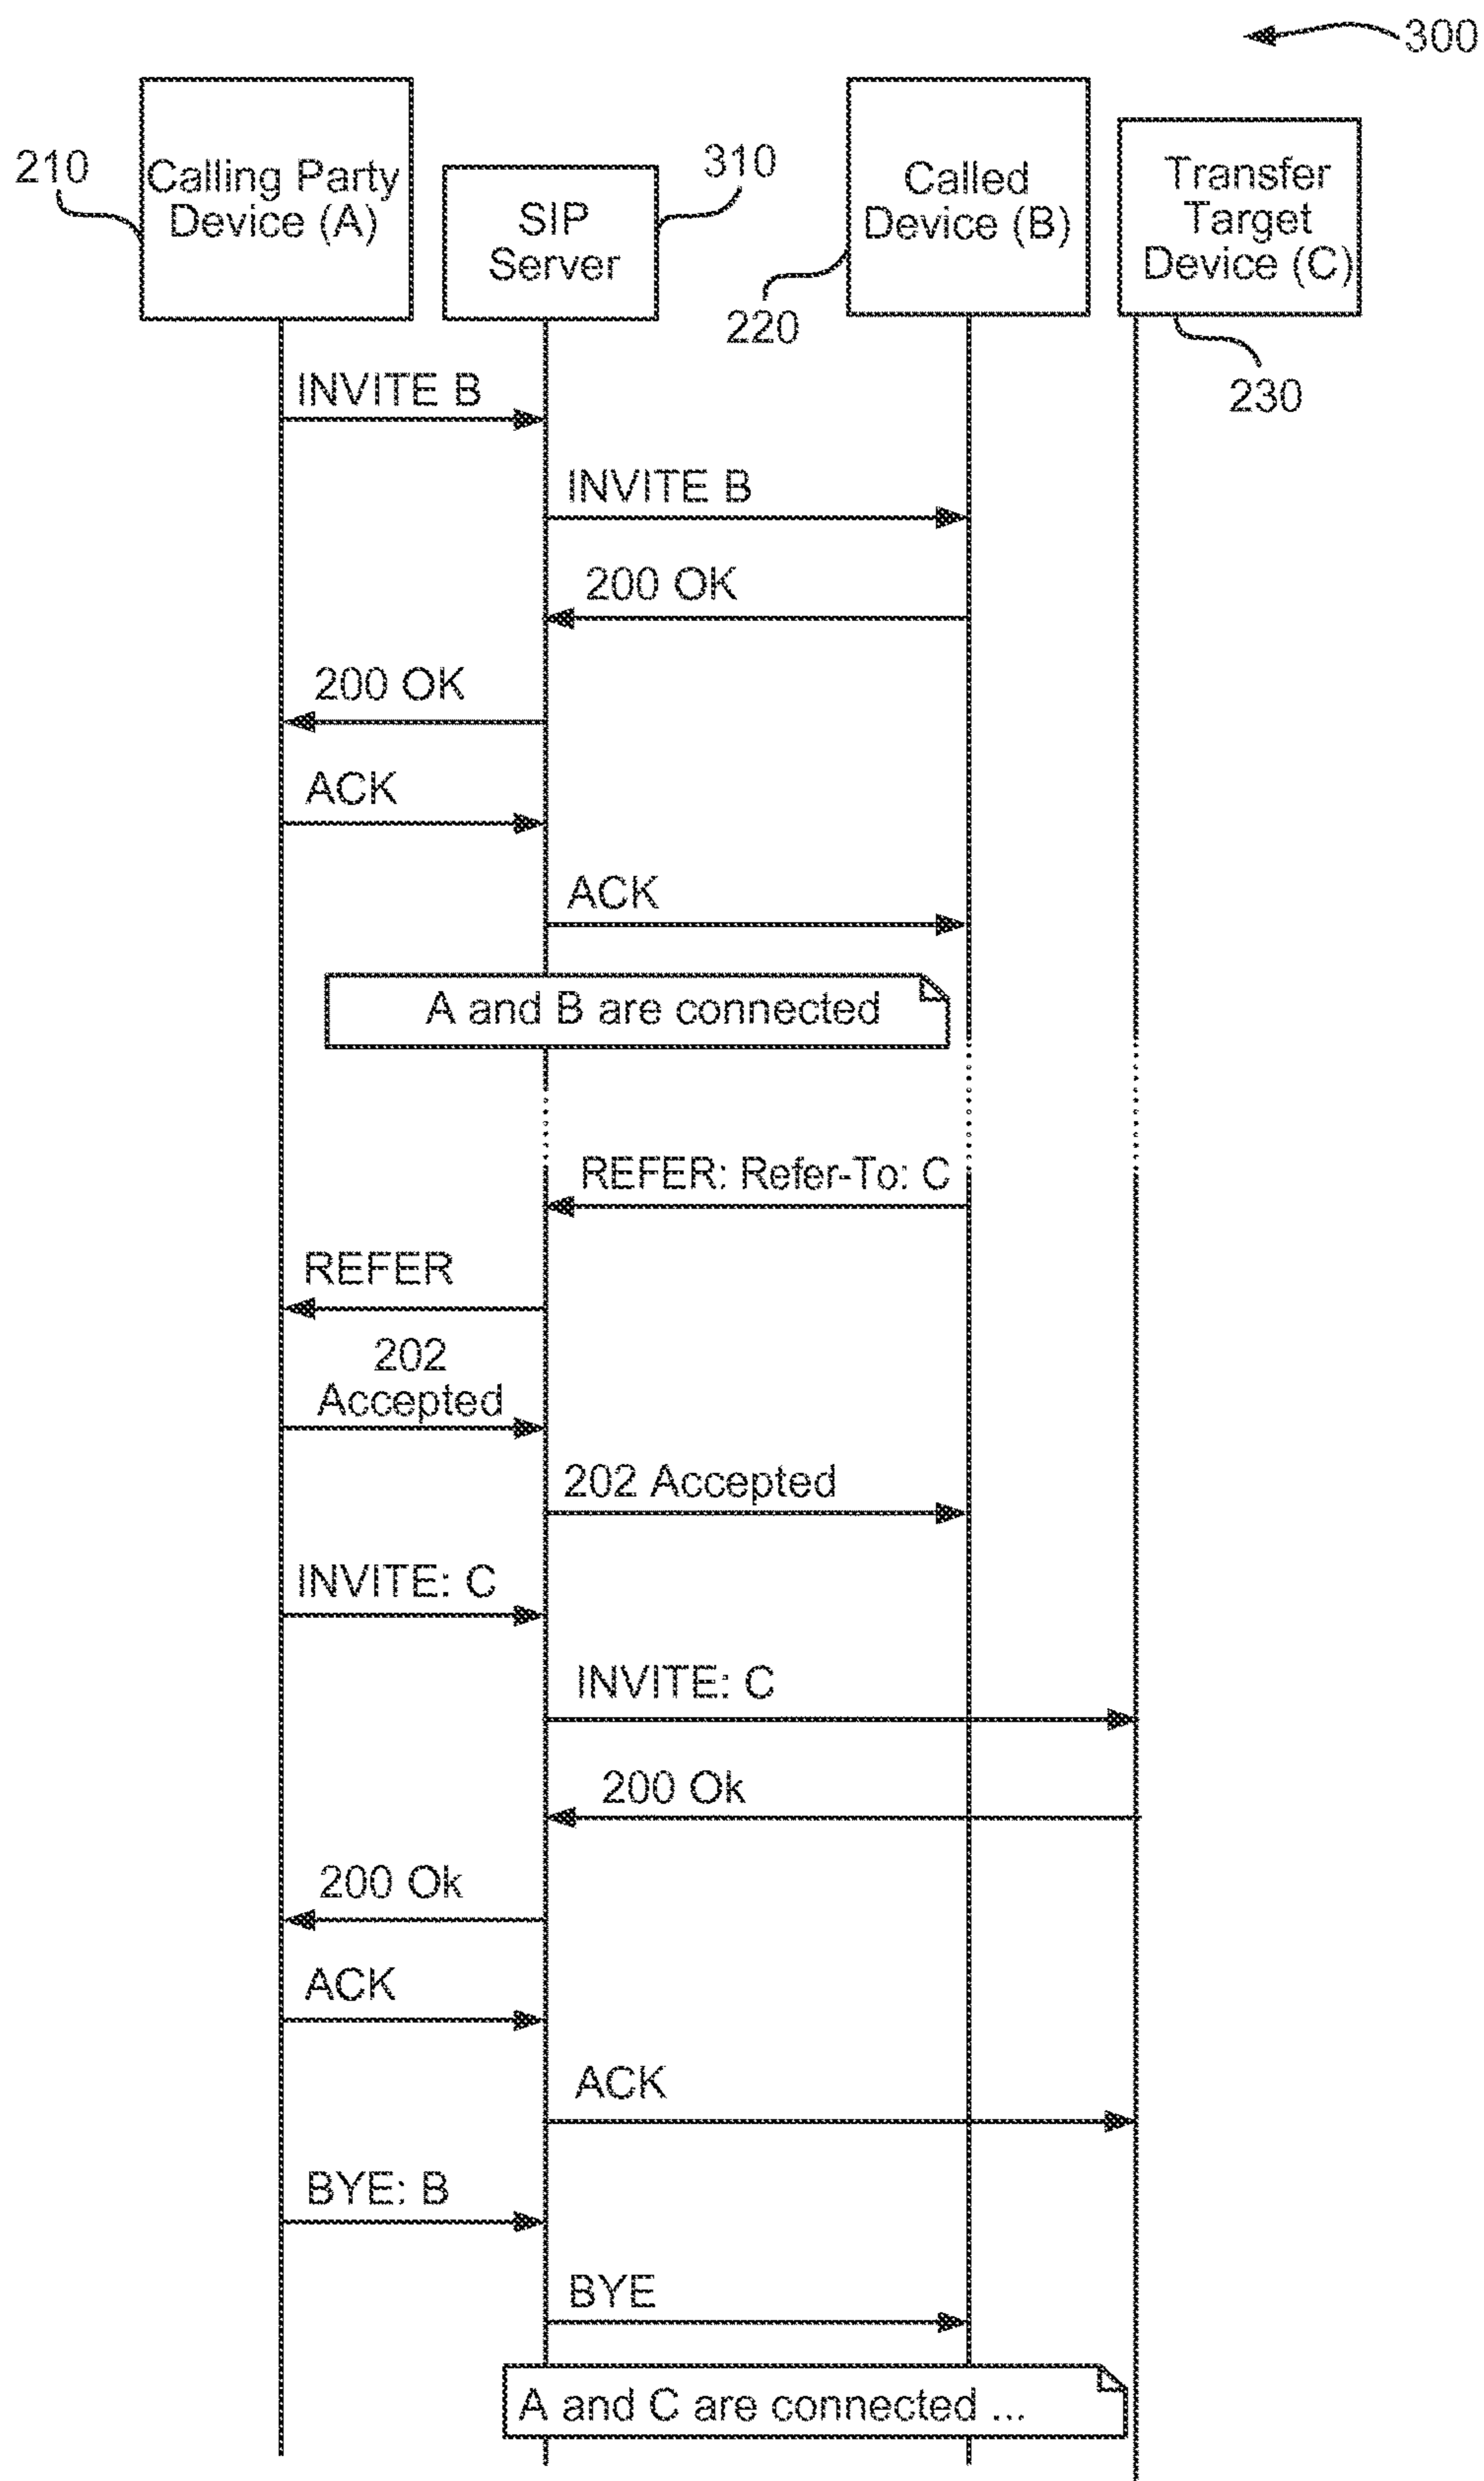 300
210
Calling Party
Device (A)
310
SIP
Server
Called
Device (B)
220
Transfer
Target
Device (C)
230
INVITE B
INVITE B
200 OK
200 OK
ACK
ACK
A and B are connected
REFER: Refer-To: C
REFER
202
Accepted
202 Accepted
INVITE: C
INVITE: C
200 Ok
200 Ok
ACK
ACK
BYE: B
BYE
A and C are connected ...